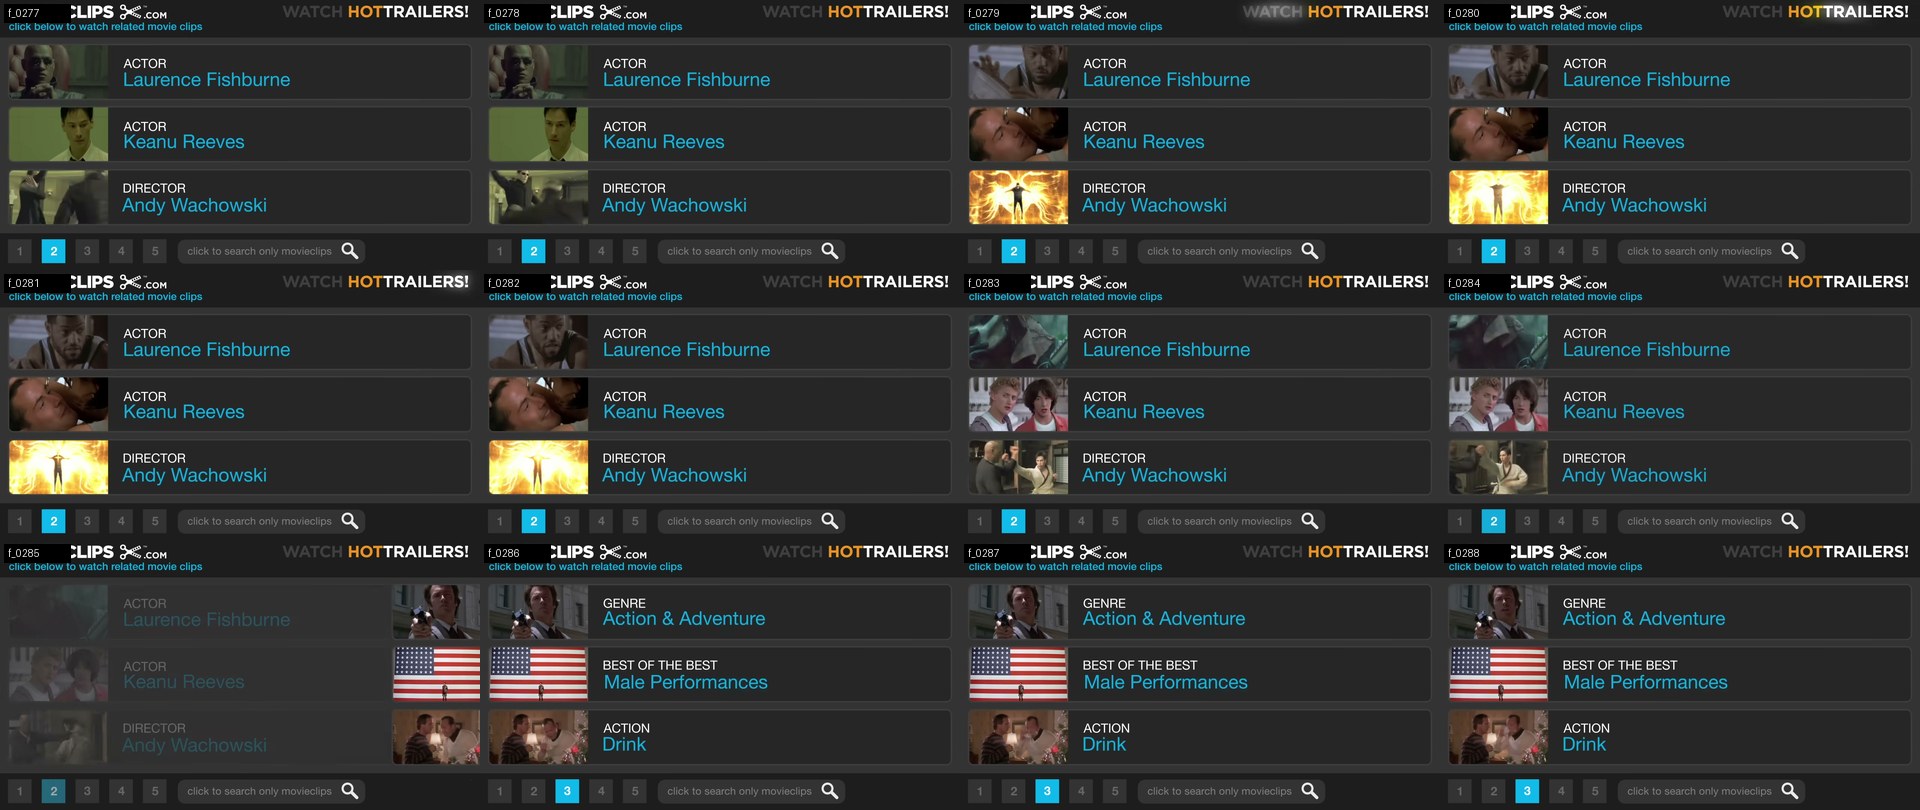 f_0277 CLIPS .COM WATCH HOTTRAILERS!
click below to watch related movie clips
ACTOR
Laurence Fishburne
ACTOR
Keanu Reeves
DIRECTOR
Andy Wachowski
1 2 3 4 5 click to search only movieclips
f_0278 CLIPS .COM WATCH HOTTRAILERS!
click below to watch related movie clips
ACTOR
Laurence Fishburne
ACTOR
Keanu Reeves
DIRECTOR
Andy Wachowski
1 2 3 4 5 click to search only movieclips
f_0279 CLIPS .COM WATCH HOTTRAILERS!
click below to watch related movie clips
ACTOR
Laurence Fishburne
ACTOR
Keanu Reeves
DIRECTOR
Andy Wachowski
1 2 3 4 5 click to search only movieclips
f_0280 CLIPS .COM WATCH HOTTRAILERS!
click below to watch related movie clips
ACTOR
Laurence Fishburne
ACTOR
Keanu Reeves
DIRECTOR
Andy Wachowski
1 2 3 4 5 click to search only movieclips
f_0281 CLIPS .COM WATCH HOTTRAILERS!
click below to watch related movie clips
ACTOR
Laurence Fishburne
ACTOR
Keanu Reeves
DIRECTOR
Andy Wachowski
1 2 3 4 5 click to search only movieclips
f_0282 CLIPS .COM WATCH HOTTRAILERS!
click below to watch related movie clips
ACTOR
Laurence Fishburne
ACTOR
Keanu Reeves
DIRECTOR
Andy Wachowski
1 2 3 4 5 click to search only movieclips
f_0283 CLIPS .COM WATCH HOTTRAILERS!
click below to watch related movie clips
ACTOR
Laurence Fishburne
ACTOR
Keanu Reeves
DIRECTOR
Andy Wachowski
1 2 3 4 5 click to search only movieclips
f_0284 CLIPS .COM WATCH HOTTRAILERS!
click below to watch related movie clips
ACTOR
Laurence Fishburne
ACTOR
Keanu Reeves
DIRECTOR
Andy Wachowski
1 2 3 4 5 click to search only movieclips
f_0285 CLIPS .COM WATCH HOTTRAILERS!
click below to watch related movie clips
ACTOR
Laurence Fishburne
ACTOR
Keanu Reeves
DIRECTOR
Andy Wachowski
1 2 3 4 5 click to search only movieclips
f_0286 CLIPS .COM WATCH HOTTRAILERS!
click below to watch related movie clips
GENRE
Action & Adventure
BEST OF THE BEST
Male Performances
ACTION
Drink
1 2 3 4 5 click to search only movieclips
f_0287 CLIPS .COM WATCH HOTTRAILERS!
click below to watch related movie clips
GENRE
Action & Adventure
BEST OF THE BEST
Male Performances
ACTION
Drink
1 2 3 4 5 click to search only movieclips
f_0288 CLIPS .COM WATCH HOTTRAILERS!
click below to watch related movie clips
GENRE
Action & Adventure
BEST OF THE BEST
Male Performances
ACTION
Drink
1 2 3 4 5 click to search only movieclips